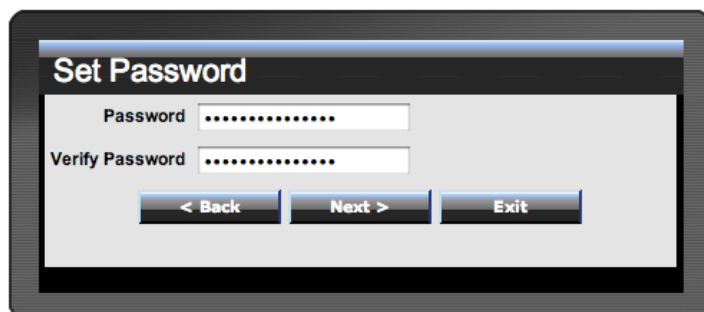 Set Password
Password •••••••••••••••
Verify Password •••••••••••••••
< Back Next > Exit